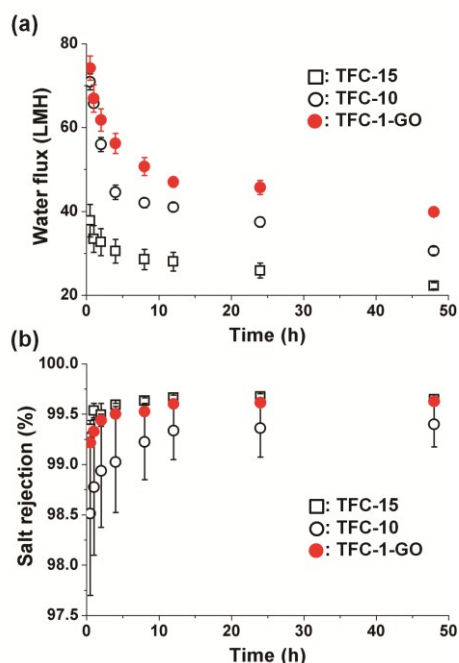 (a)
80
60
40
20
Water flux (LMH)
: TFC-15
: TFC-10
: TFC-1-GO
0 10 20 30 40 50
Time (h)
(b)
100.0
99.5
99.0
98.5
98.0
97.5
Salt rejection (%)
: TFC-15
: TFC-10
: TFC-1-GO
0 10 20 30 40 50
Time (h)